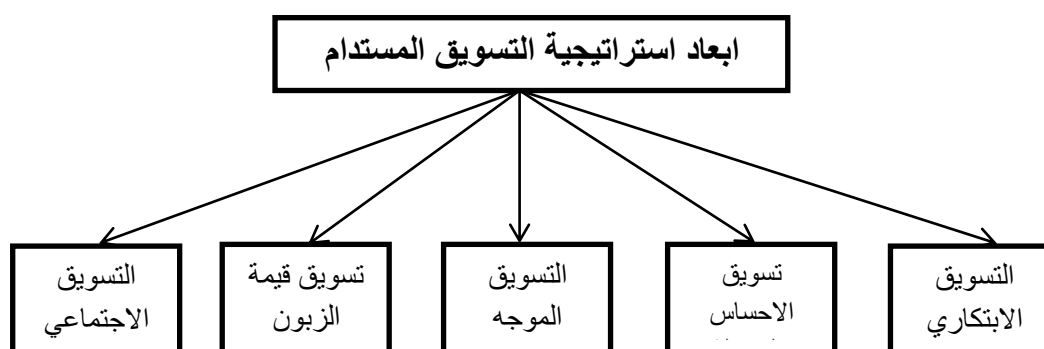 ابعاد استراتيجية التسويق المستدام
التسويق
الابتكاري
تسويق
الاحساس
التسويق
الموجه
تسويق قيمة
الزبون
التسويق
الاجتماعي